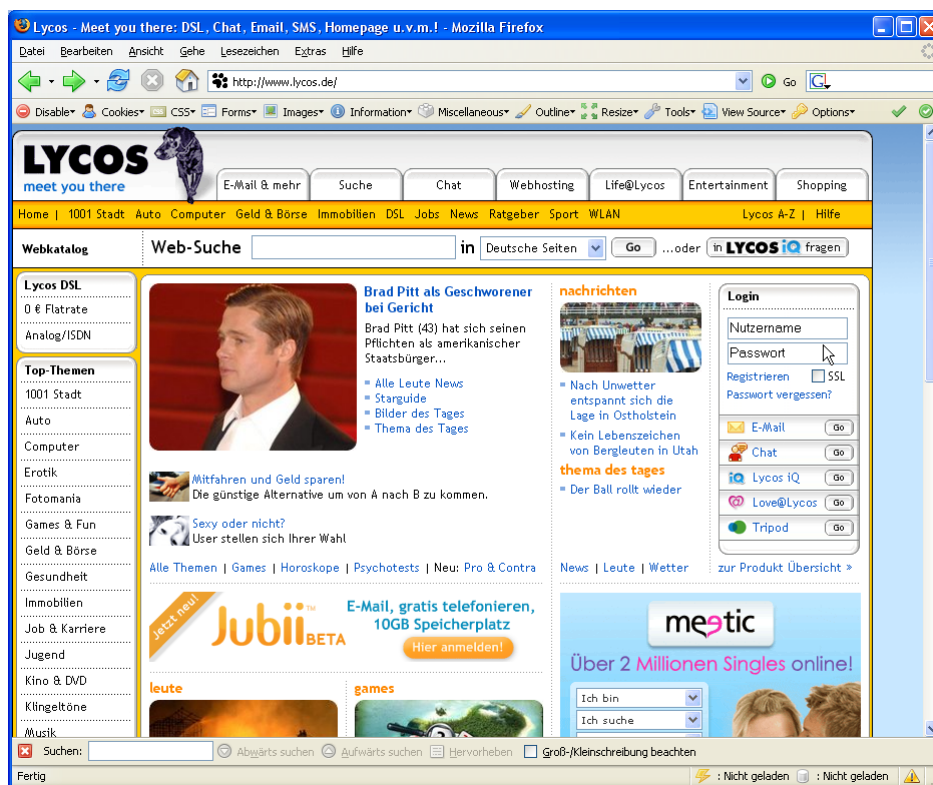 Lycos - Meet you there: DSL, Chat, Email, SMS, Homepage u.v.m.! - Mozilla Firefox
Datei Bearbeiten Ansicht Gehe Lesezeichen Extras Hilfe
http://www.lycos.de/ Go G
Disable Cookies CSS Forms Images Information Miscellaneous Outline Resize Tools View Source Options
LYCOS
meet you there
E-Mail & mehr Suche Chat Webhosting Life@Lycos Entertainment Shopping
Home | 1001 Stadt Auto Computer Geld & Börse Immobilien DSL Jobs News Ratgeber Sport WLAN Lycos A-Z | Hilfe
Webkatalog
Web-Suche in Deutsche Seiten Go ...oder in LYCOS iQ fragen
Lycos DSL
0 € Flatrate
Analog/ISDN
Top-Themen
1001 Stadt
Auto
Computer
Erotik
Fotomania
Games & Fun
Geld & Börse
Gesundheit
Immobilien
Job & Karriere
Jugend
Kino & DVD
Klingeltöne
Musik
Brad Pitt als Geschworener
bei Gericht
Brad Pitt (43) hat sich seinen
Pflichten als amerikanischer
Staatsbürger...
Alle Leute News
Starguide
Bilder des Tages
Thema des Tages
Mitfahren und Geld sparen!
Die günstige Alternative um von A nach B zu kommen.
Sexy oder nicht?
User stellen sich Ihrer Wahl
Alle Themen | Games | Horoskope | Psychotests | Neu: Pro & Contra
nachrichten
Nach Unwetter
entspannt sich die
Lage in Ostholstein
Kein Lebenszeichen
von Bergleuten in Utah
thema des tages
Der Ball rollt wieder
News | Leute | Wetter
Login
Nutzername
Passwort
Registrieren SSL
Passwort vergessen?
E-Mail Go
Chat Go
iQ Lycos iQ Go
Love@Lycos Go
Tripod Go
zur Produkt Übersicht »
Jetzt neu!
Jubii™ BETA
E-Mail, gratis telefonieren,
10GB Speicherplatz
Hier anmelden!
leute games
meetic
Über 2 Millionen Singles online!
Ich bin
Ich suche
Suchen: Abwärts suchen Aufwärts suchen Hervorheben Groß-/Kleinschreibung beachten
Fertig : Nicht geladen : Nicht geladen